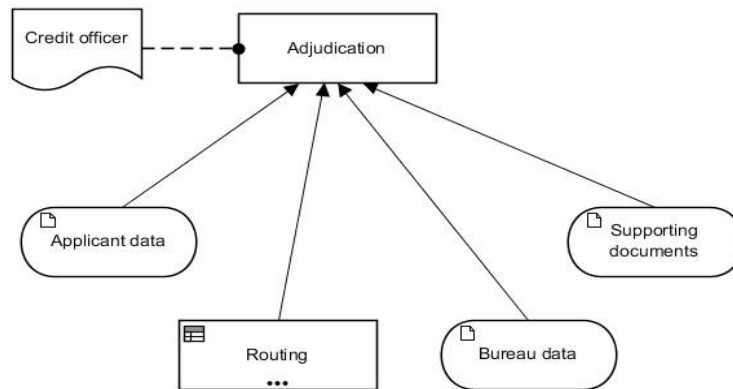 Credit officer
Adjudication
Applicant data
Supporting
documents
Routing
Bureau data